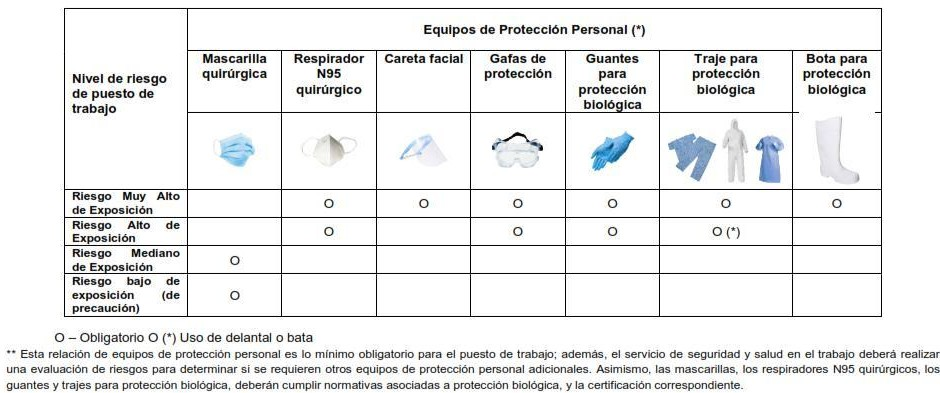 Equipos de Protección Personal (*)
Nivel de riesgo
de puesto de
trabajo
Mascarilla
quirúrgica
Respirador
N95
quirúrgico
Careta facial
Gafas de
protección
Guantes
para
protección
biológica
Traje para
protección
biológica
Bota para
protección
biológica
Riesgo Muy Alto
de Exposición
O O O O O O
Riesgo Alto de
Exposición
O O O O (*)
Riesgo Mediano
de Exposición
O
Riesgo bajo de
exposición (de
precaución)
O
O – Obligatorio O (*) Uso de delantal o bata
** Esta relación de equipos de protección personal es lo mínimo obligatorio para el puesto de trabajo; además, el servicio de seguridad y salud en el trabajo deberá realizar
una evaluación de riesgos para determinar si se requieren otros equipos de protección personal adicionales. Asimismo, las mascarillas, los respiradores N95 quirúrgicos, los
guantes y trajes para protección biológica, deberán cumplir normativas asociadas a protección biológica, y la certificación correspondiente.